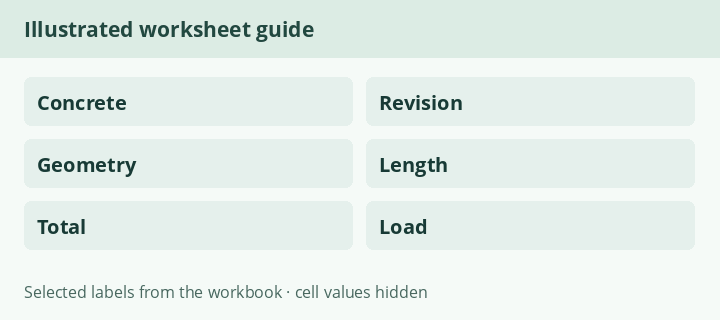 Illustrated worksheet guide
Concrete
Revision
Geometry
Length
Total
Load
Selected labels from the workbook · cell values hidden